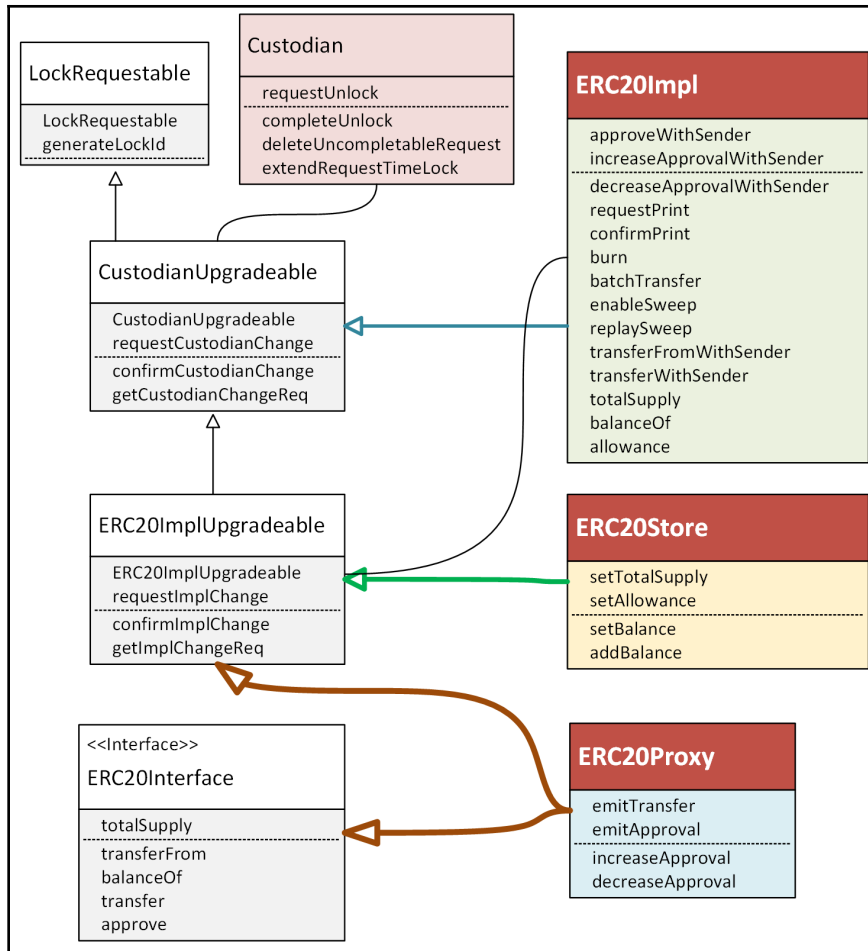 LockRequestable
LockRequestable
generateLockId
Custodian
requestUnlock
completeUnlock
deleteUncompletableRequest
extendRequestTimeLock
ERC20Impl
approveWithSender
increaseApprovalWithSender
decreaseApprovalWithSender
requestPrint
confirmPrint
burn
batchTransfer
enableSweep
replaySweep
transferFromWithSender
transferWithSender
totalSupply
balanceOf
allowance
CustodianUpgradeable
CustodianUpgradeable
requestCustodianChange
confirmCustodianChange
getCustodianChangeReq
ERC20ImplUpgradeable
ERC20ImplUpgradeable
requestImplChange
confirmImplChange
getImplChangeReq
ERC20Store
setTotalSupply
setAllowance
setBalance
addBalance
<<Interface>>
ERC20Interface
totalSupply
transferFrom
balanceOf
transfer
approve
ERC20Proxy
emitTransfer
emitApproval
increaseApproval
decreaseApproval